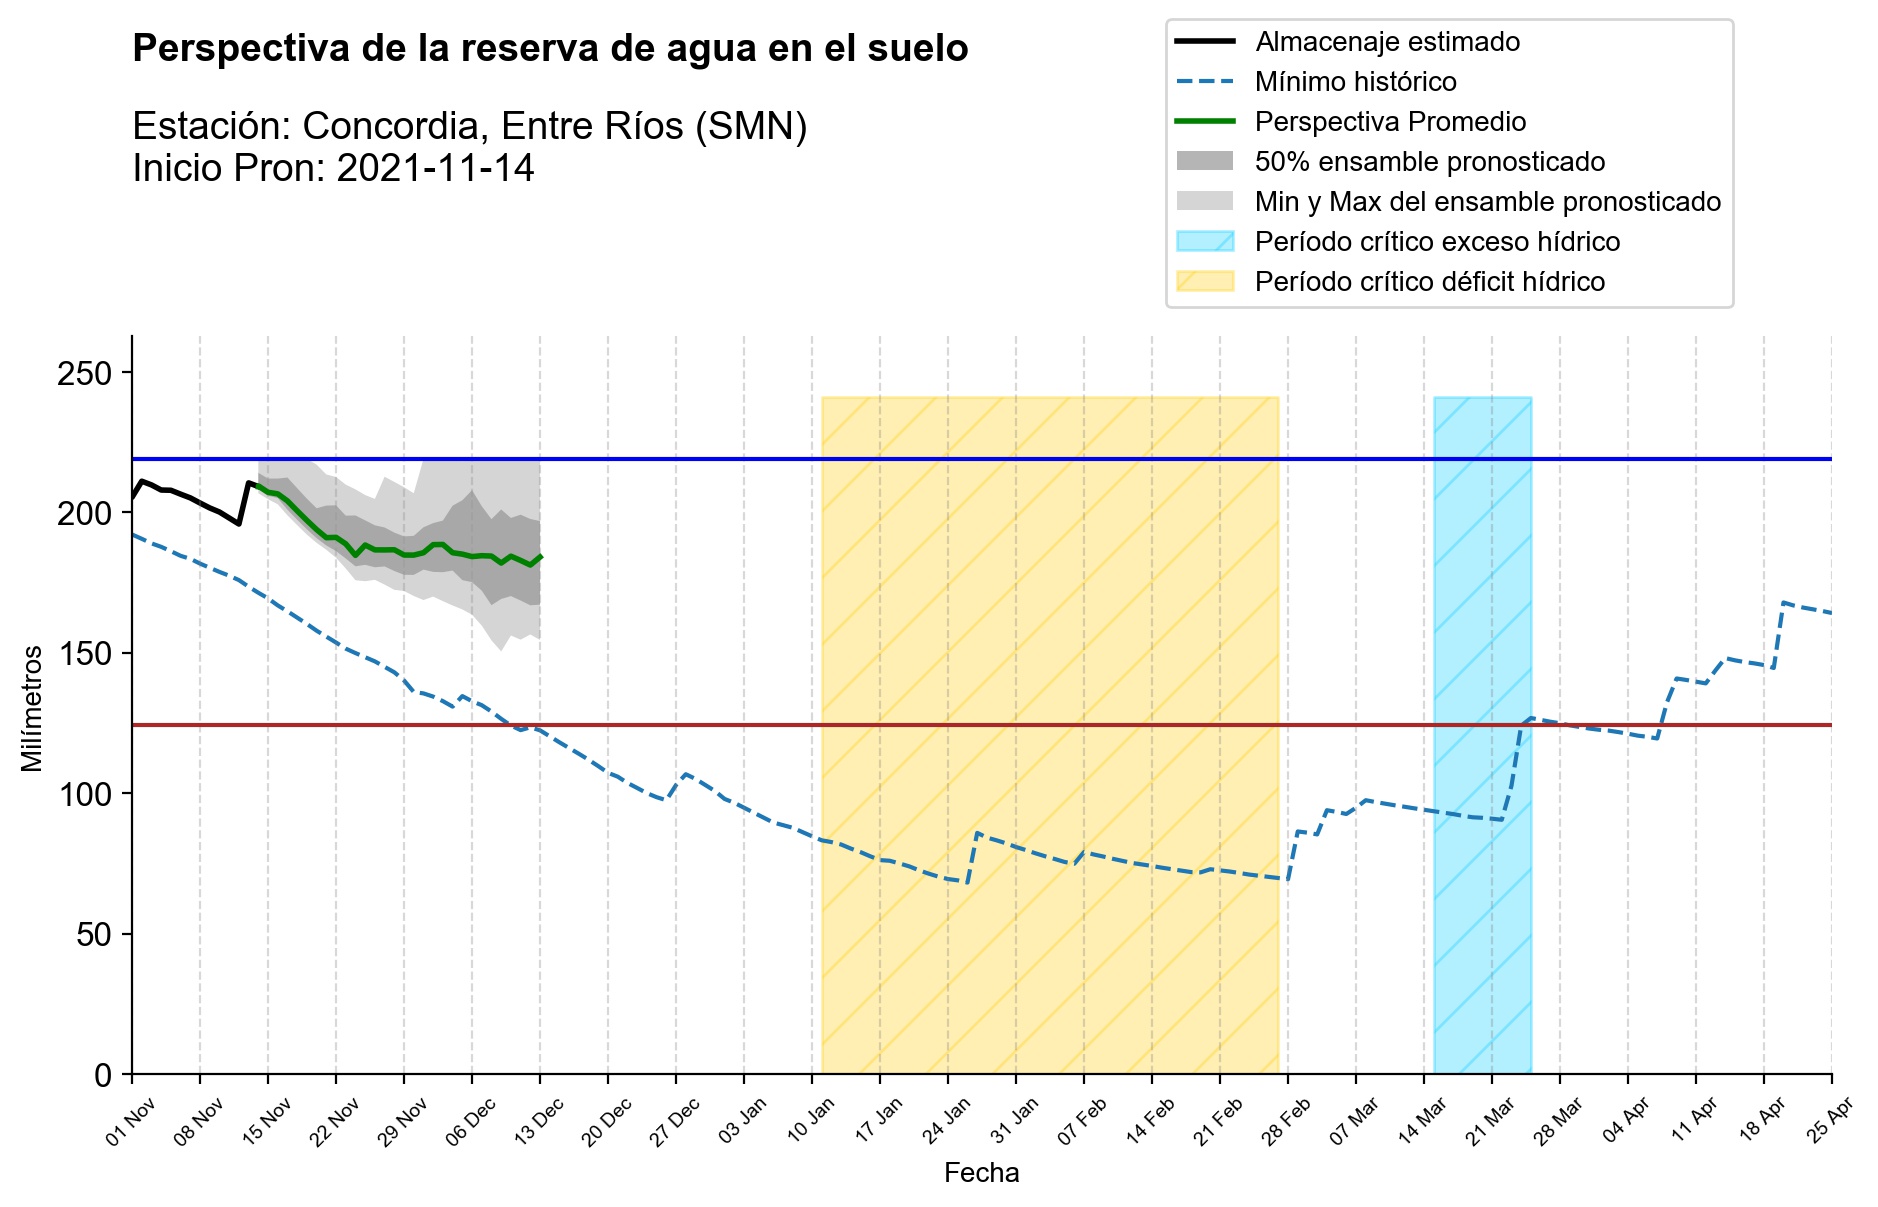 Perspectiva de la reserva de agua en el suelo
Estación: Concordia, Entre Ríos (SMN)
Inicio Pron: 2021-11-14
Almacenaje estimado
Mínimo histórico
Perspectiva Promedio
50% ensamble pronosticado
Min y Max del ensamble pronosticado
Período crítico exceso hídrico
Período crítico déficit hídrico
250
200
150
100
50
0
Milímetros
01 Nov
08 Nov
15 Nov
22 Nov
29 Nov
06 Dec
13 Dec
20 Dec
27 Dec
03 Jan
10 Jan
17 Jan
24 Jan
31 Jan
07 Feb
14 Feb
21 Feb
28 Feb
07 Mar
14 Mar
21 Mar
28 Mar
04 Apr
11 Apr
18 Apr
25 Apr
Fecha